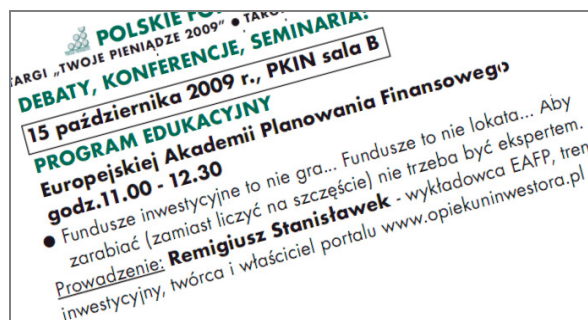 POLSKIE
TARGI „TWOJE PIENIĄDZE 2009” ●
DEBATY, KONFERENCJE, SEMINARIA:
15 października 2009 r., PKIN sala B
PROGRAM EDUKACYJNY
Europejskiej Akademii Planowania Finansowego
godz.11.00 - 12.30
● Fundusze inwestycyjne to nie gra... Fundusze to nie lokata... Aby
zarabiać (zamiast liczyć na szczęście) nie trzeba być ekspertem.
Prowadzenie: Remigiusz Stanisławek - wykładowca EAFP, tren
inwestycyjny, twórca i właściciel portalu www.opiekuninwestora.pl